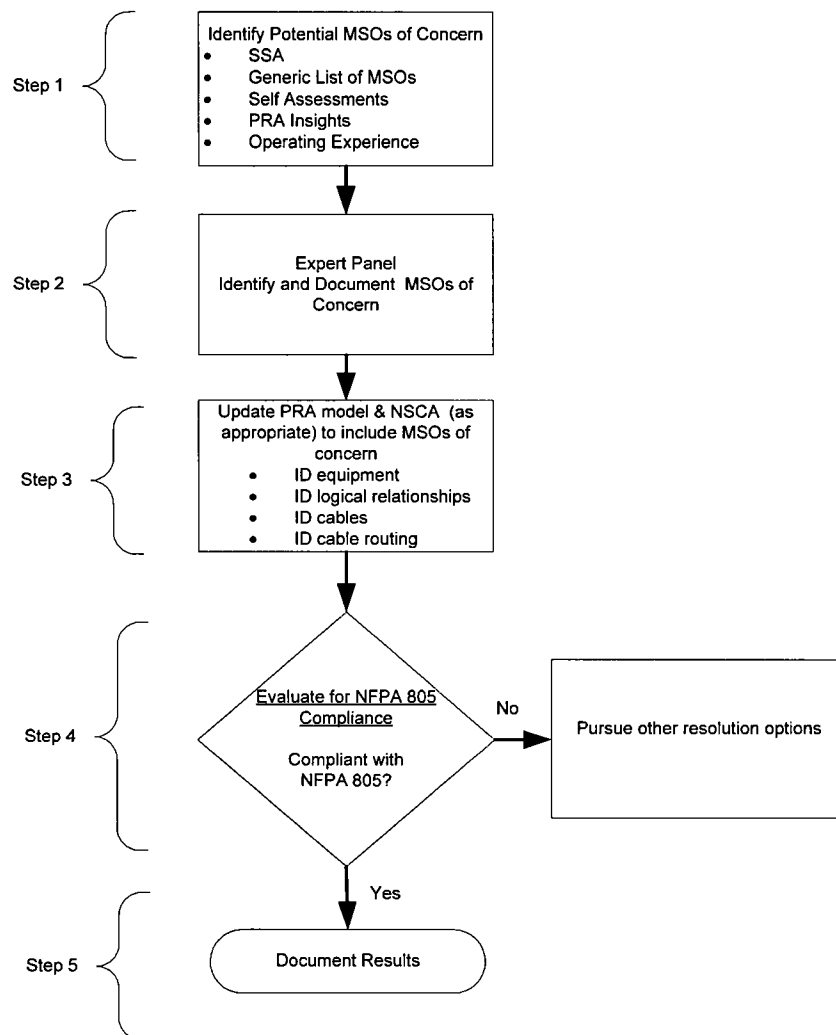 Step 1
Identify Potential MSOs of Concern
• SSA
• Generic List of MSOs
• Self Assessments
• PRA Insights
• Operating Experience
Step 2
Expert Panel
Identify and Document MSOs of
Concern
Step 3
Update PRA model & NSCA (as
appropriate) to include MSOs of
concern
• ID equipment
• ID logical relationships
• ID cables
• ID cable routing
Step 4
Evaluate for NFPA 805
Compliance
Compliant with
NFPA 805?
No
Pursue other resolution options
Yes
Step 5
Document Results